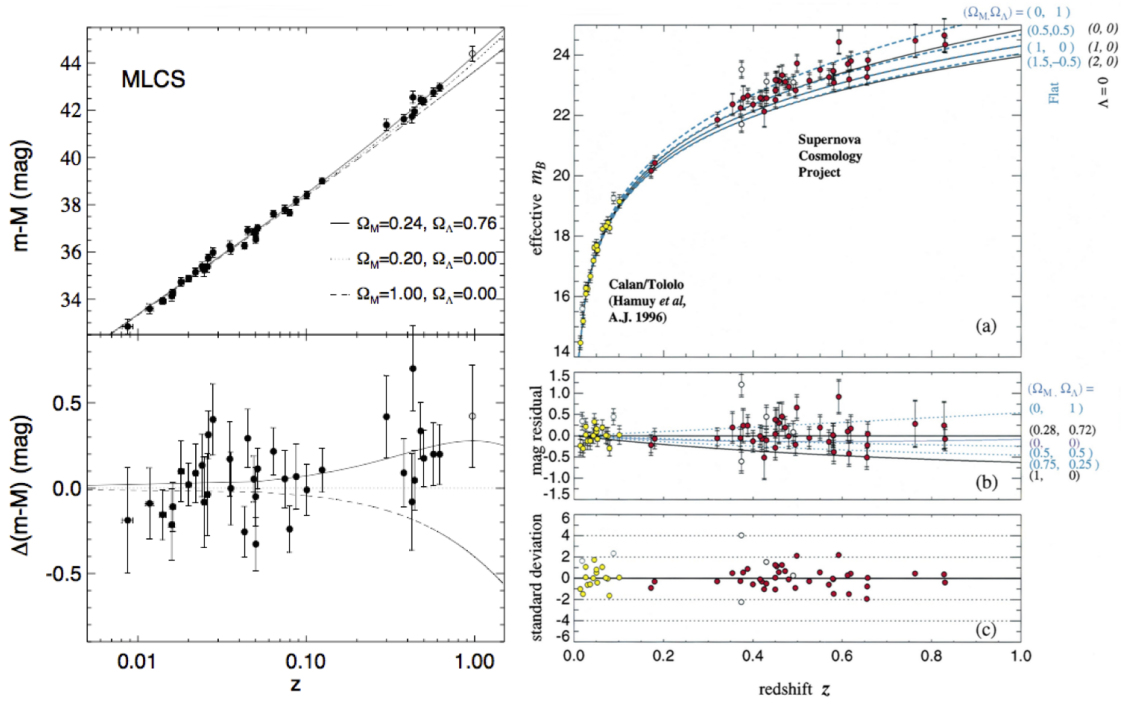 MLCS
m-M (mag)
44
42
40
38
36
34
Ω_M=0.24, Ω_Λ=0.76
Ω_M=0.20, Ω_Λ=0.00
Ω_M=1.00, Ω_Λ=0.00
Δ(m-M) (mag)
0.5
0.0
-0.5
0.01
0.10
1.00
z
(Ω_M,Ω_Λ) =
( 0, 1 )
(0.5,0.5)
(0, 0)
( 1, 0 )
(1, 0)
(1.5,–0.5)
(2, 0)
Flat
Λ = 0
effective m_B
24
22
20
18
16
14
Supernova
Cosmology
Project
Calan/Tololo
(Hamuy et al,
A.J. 1996)
(a)
mag residual
1.5
1.0
0.5
0.0
-0.5
-1.0
-1.5
(Ω_M , Ω_Λ) =
(0, 1)
(0.28, 0.72)
(0, 0)
(0.5, 0.5 )
(0.75, 0.25 )
(1, 0)
(b)
standard deviation
6
4
2
0
-2
-4
-6
(c)
0.0
0.2
0.4
0.6
0.8
1.0
redshift z